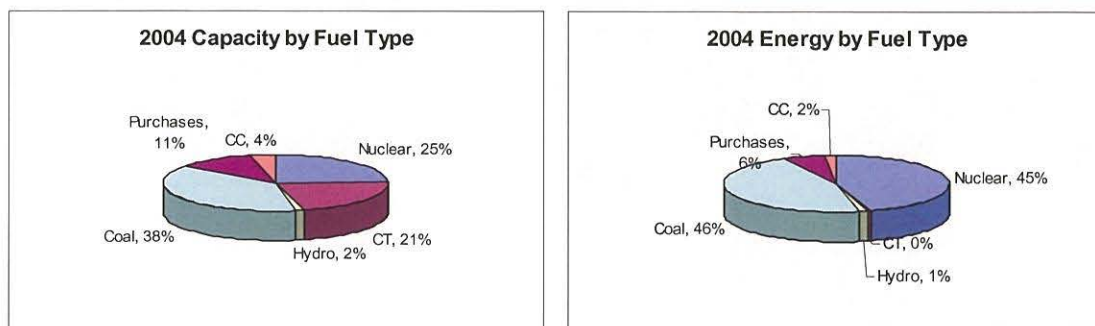 2004 Capacity by Fuel Type
Purchases,
11%
CC, 4%
Nuclear, 25%
Coal, 38%
Hydro, 2%
CT, 21%
2004 Energy by Fuel Type
CC, 2%
Purchases,
6%
Nuclear, 45%
Coal, 46%
CT, 0%
Hydro, 1%